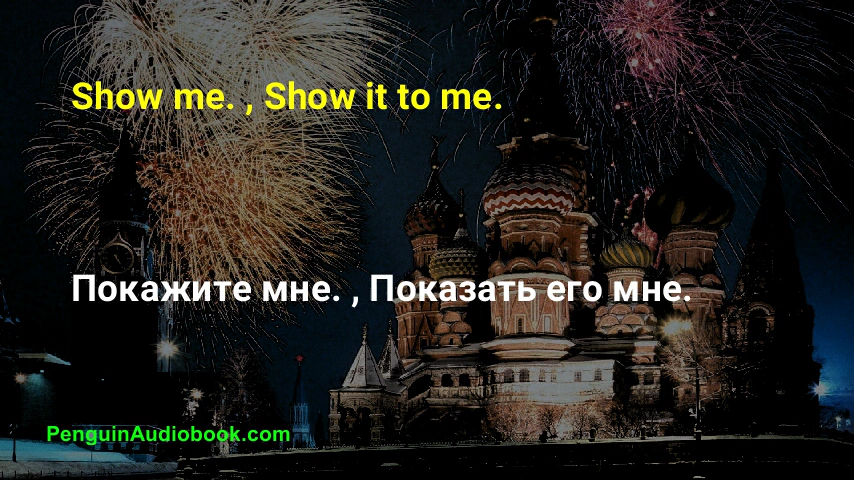 Show me. , Show it to me.
Покажите мне. , Показать его мне.
PenguinAudiobook.com